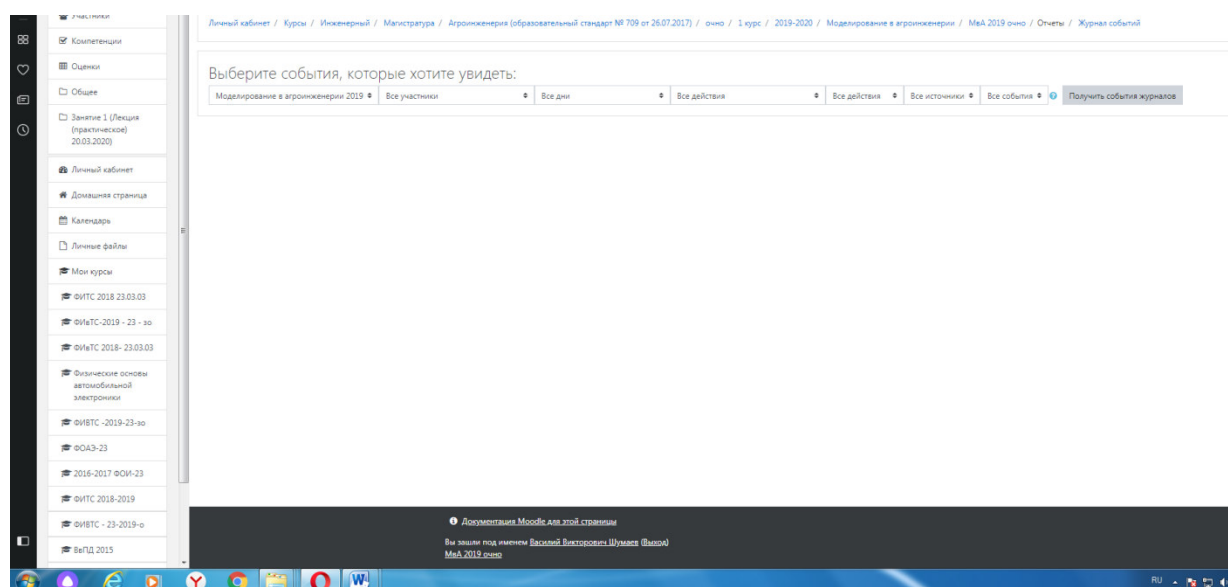 Участники
Компетенции
Оценки
Общее
Занятие 1 (Лекция
(практическое)
20.03.2020)
Личный кабинет
Домашняя страница
Календарь
Личные файлы
Мои курсы
ФИТС 2018 23.03.03
ФИвТС-2019 - 23 - зо
ФИвТС 2018- 23.03.03
Физические основы
автомобильной
электроники
ФИВТС -2019-23-зо
ФОАЭ-23
2016-2017 ФОИ-23
ФИТС 2018-2019
ФИВТС - 23-2019-о
ВвПД 2015
Личный кабинет / Курсы / Инженерный / Магистратура / Агроинженерия (образовательный стандарт № 709 от 26.07.2017) / очно / 1 курс / 2019-2020 / Моделирование в агроинженерии / МвА 2019 очно / Отчеты / Журнал событий
Выберите события, которые хотите увидеть:
Моделирование в агроинженерии 2019 Все участники Все дни Все действия Все действия Все источники Все события Получить события журналов
Документация Moodle для этой страницы
Вы зашли под именем Василий Викторович Шумаев (Выход)
МвА 2019 очно
RU